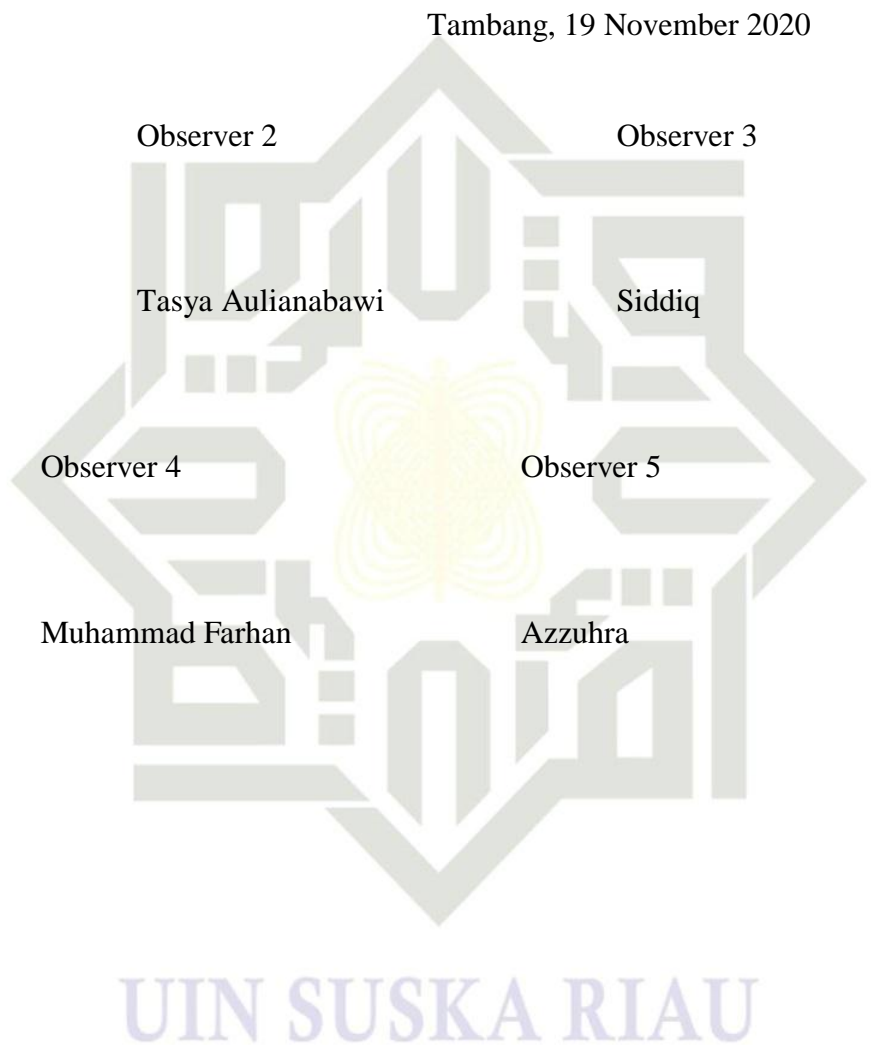 Tambang, 19 November 2020
Observer 2 Observer 3
Tasya Aulianabawi Siddiq
Observer 4 Observer 5
Muhammad Farhan Azzuhra
UIN SUSKA RIAU